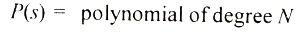 P(s) = polynomial of degree N